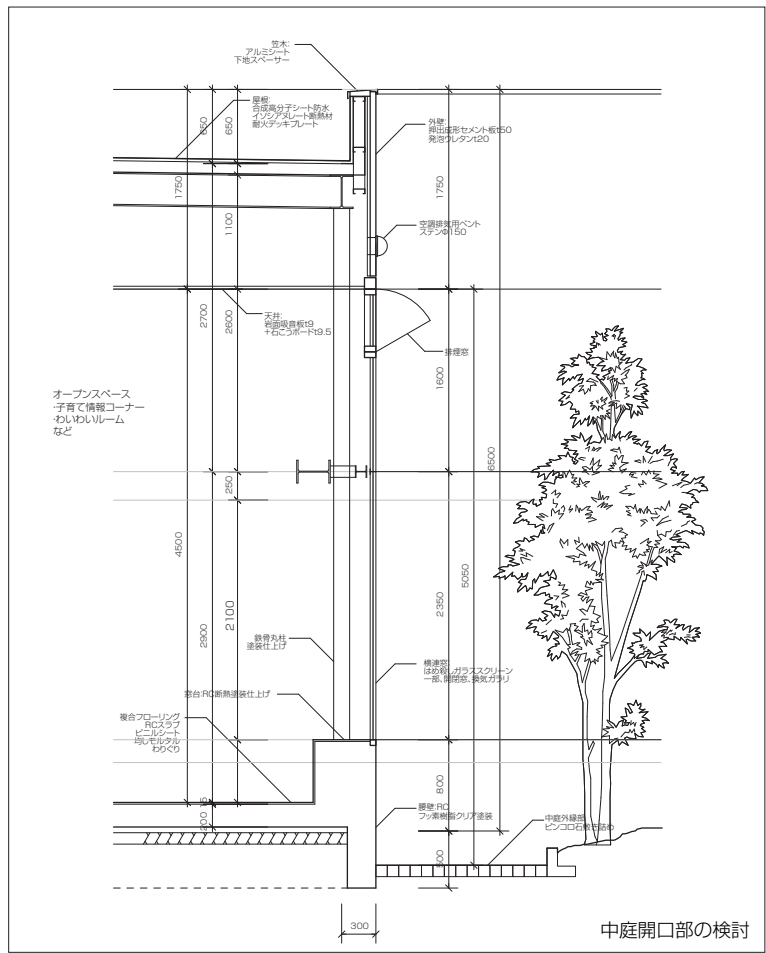 笠木:
アルミシート
下地スペーサー
屋根:
合成高分子シート防水
イソシアヌレート断熱材
耐火デッキプレート
外壁:
押出成形セメント板t50
発泡ウレタンt20
650
650
1750
1750
1100
空調排気用ベント
ステンΦ150
天井:
岩面吸音板t9
+石こうボードt9.5
2700
2600
排煙窓
1600
オープンスペース
・子育て情報コーナー
・わいわいルーム
など
6500
250
4500
5050
2100
2350
2900
鉄骨丸柱
塗装仕上げ
横連窓:
はめ殺しガラススクリーン
一部、開閉窓、換気ガラリ
窓台:RC断熱塗装仕上げ
複合フローリング
RCスラブ
ビニルシート
均しモルタル
わりぐり
800
腰壁:RC
フッ素樹脂クリア塗装
中庭外縁部
ピンコロ石敷き詰め
15
200
500
300
中庭開口部の検討